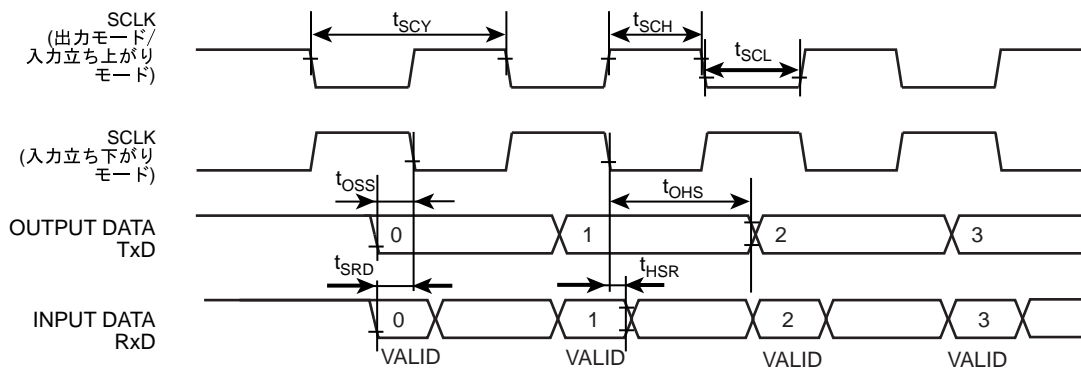 SCLK
(出力モード/
入力立ち上がり
モード)
tSCY
tSCH
tSCL
SCLK
(入力立ち下がり
モード)
tOSS
tOHS
OUTPUT DATA
TxD
0
1
2
3
tSRD
tHSR
INPUT DATA
RxD
0
1
2
3
VALID
VALID
VALID
VALID